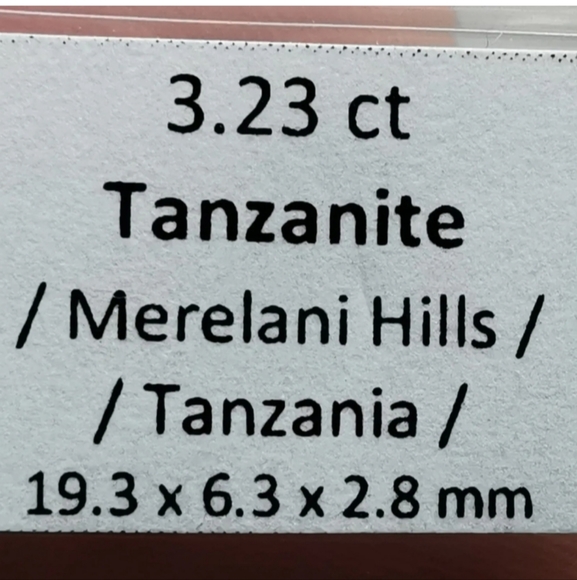 3.23 ct
Tanzanite
/ Merelani Hills /
/ Tanzania /
19.3 x 6.3 x 2.8 mm